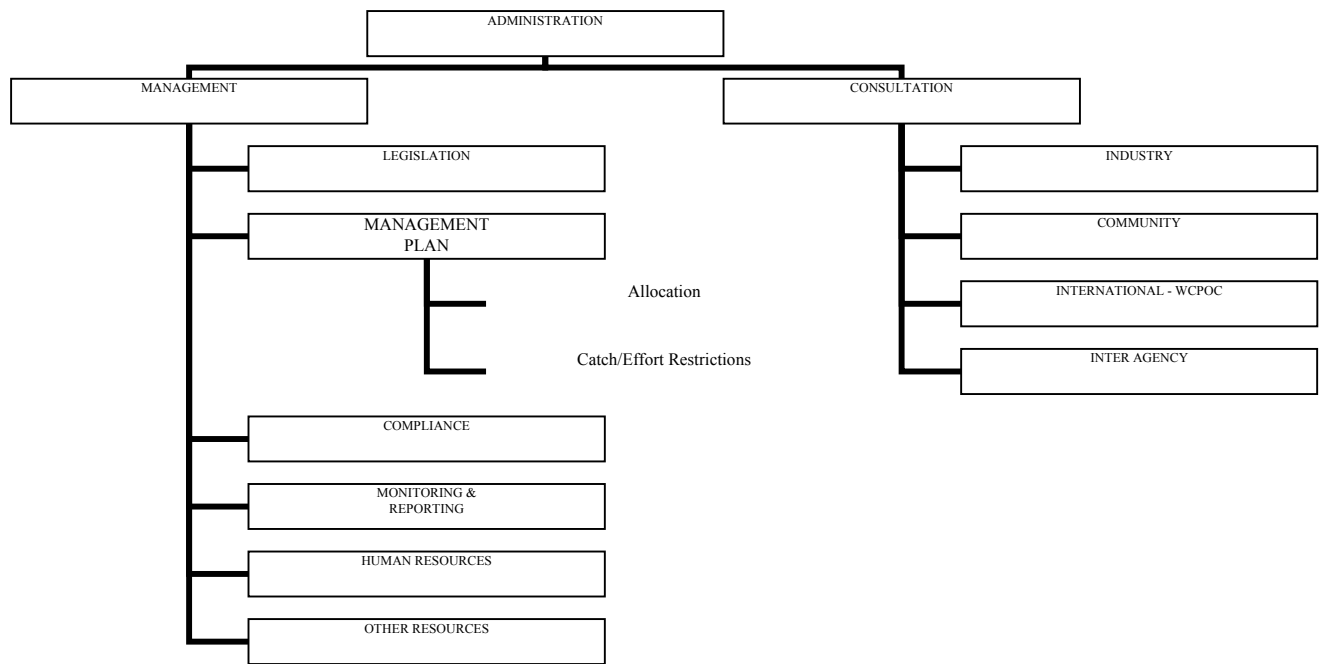 ADMINISTRATION
MANAGEMENT
CONSULTATION
LEGISLATION
MANAGEMENT
PLAN
Allocation
Catch/Effort Restrictions
COMPLIANCE
MONITORING &
REPORTING
HUMAN RESOURCES
OTHER RESOURCES
INDUSTRY
COMMUNITY
INTERNATIONAL - WCPOC
INTER AGENCY